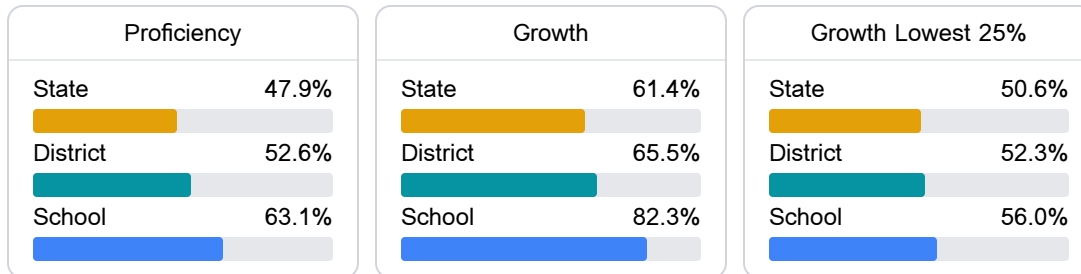 Proficiency
State 47.9%
District 52.6%
School 63.1%
Growth
State 61.4%
District 65.5%
School 82.3%
Growth Lowest 25%
State 50.6%
District 52.3%
School 56.0%